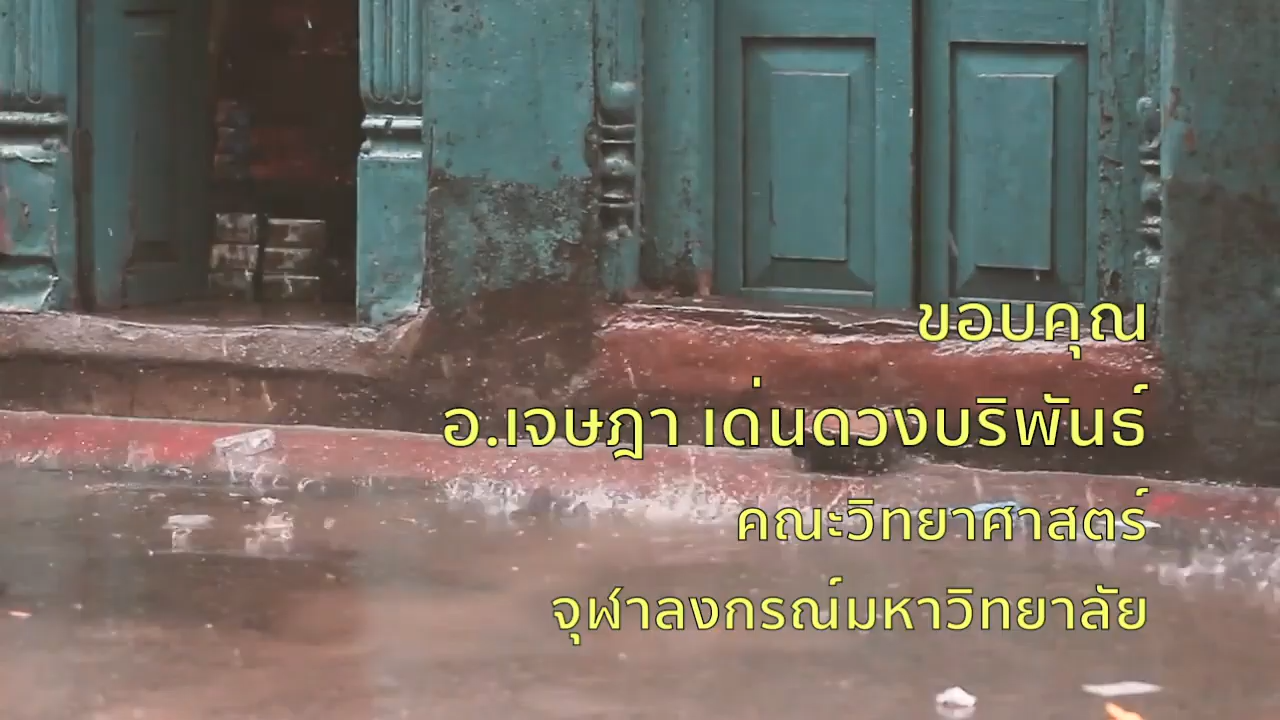 ขอบคุณ
อ.เจษฎา เด่นดวงบริพันธ์
คณะวิทยาศาสตร์
จุฬาลงกรณ์มหาวิทยาลัย